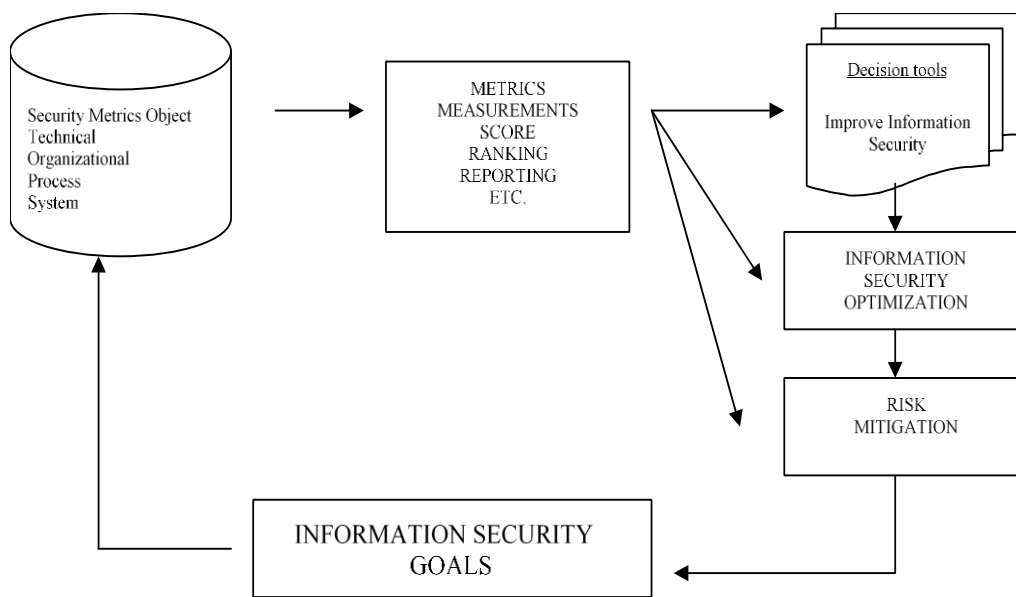 Security Metrics Object
Technical
Organizational
Process
System
METRICS
MEASUREMENTS
SCORE
RANKING
REPORTING
ETC.
Decision tools
Improve Information
Security
INFORMATION
SECURITY
OPTIMIZATION
RISK
MITIGATION
INFORMATION SECURITY
GOALS